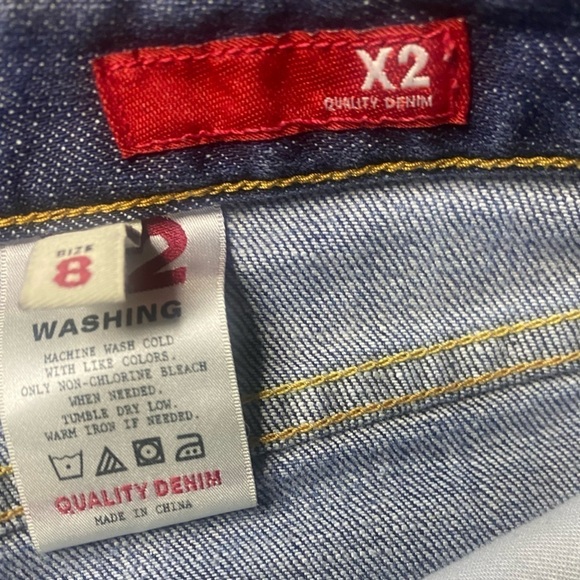 X2
QUALITY DENIM
SIZE
8
2
WASHING
MACHINE WASH COLD
WITH LIKE COLORS.
ONLY NON-CHLORINE BLEACH
WHEN NEEDED.
TUMBLE DRY LOW.
WARM IRON IF NEEDED.
QUALITY DENIM
MADE IN CHINA